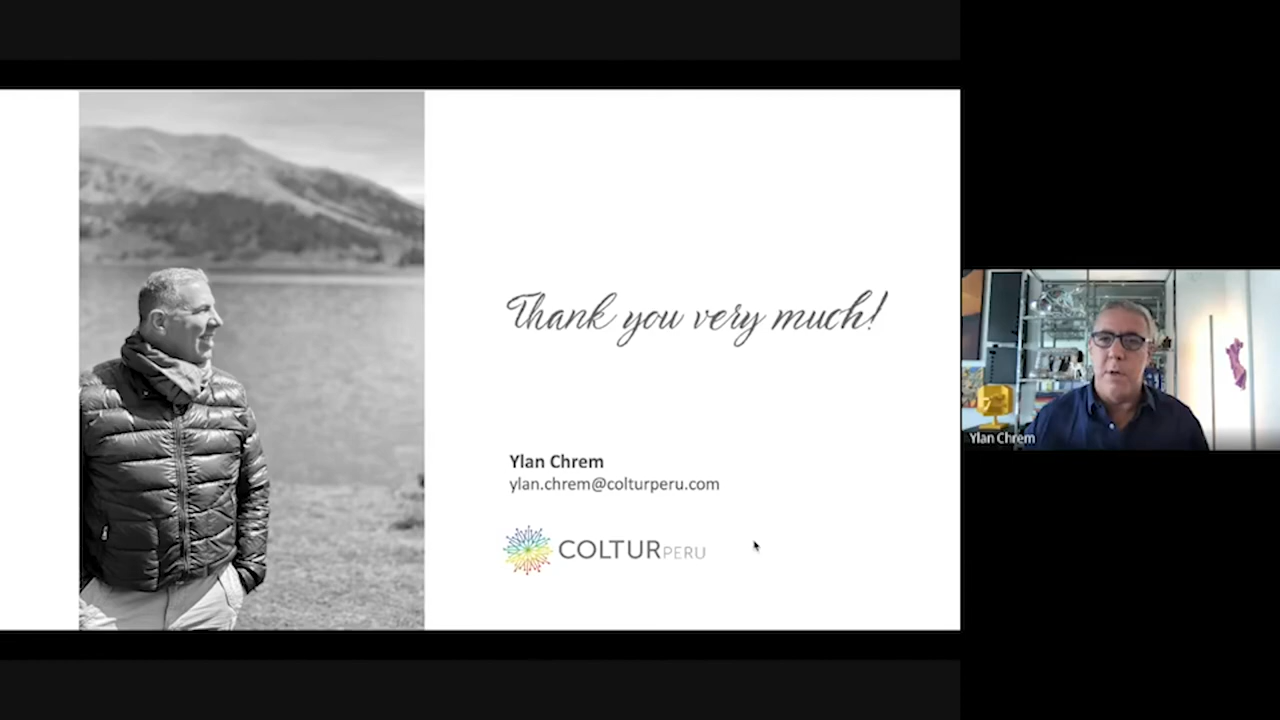 Thank you very much!
Ylan Chrem
ylan.chrem@colturperu.com
COLTURPERU
Ylan Chrem